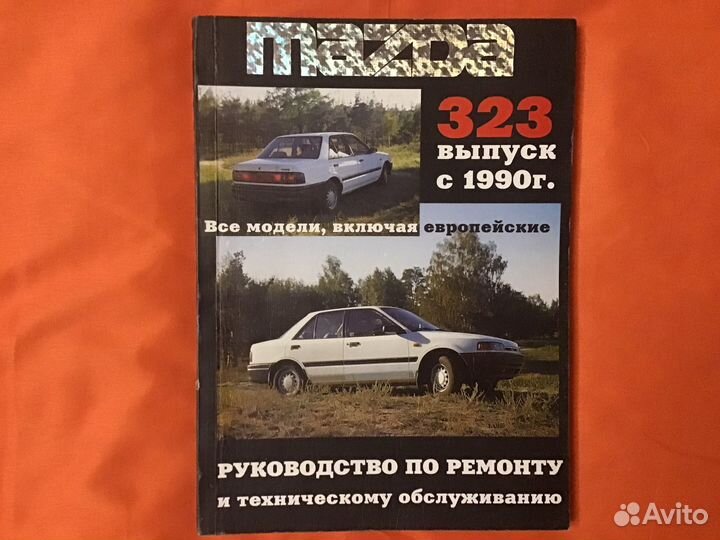 mazda
323
выпуск
с 1990г.
Все модели, включая европейские
РУКОВОДСТВО ПО РЕМОНТУ
и техническому обслуживанию
Avito